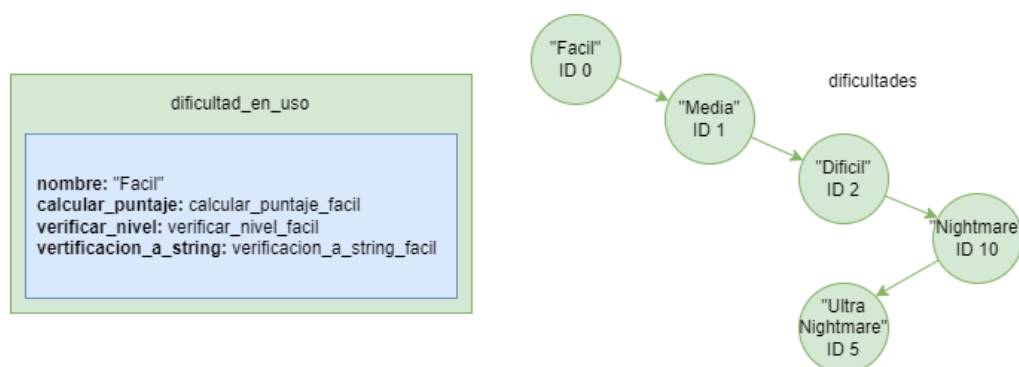 dificultad_en_uso
nombre: "Facil"
calcular_puntaje: calcular_puntaje_facil
verificar_nivel: verificar_nivel_facil
vertificacion_a_string: verificacion_a_string_facil
"Facil"
ID 0
dificultades
"Media"
ID 1
"Dificil"
ID 2
"Nightmare"
ID 10
"Ultra
Nightmare"
ID 5